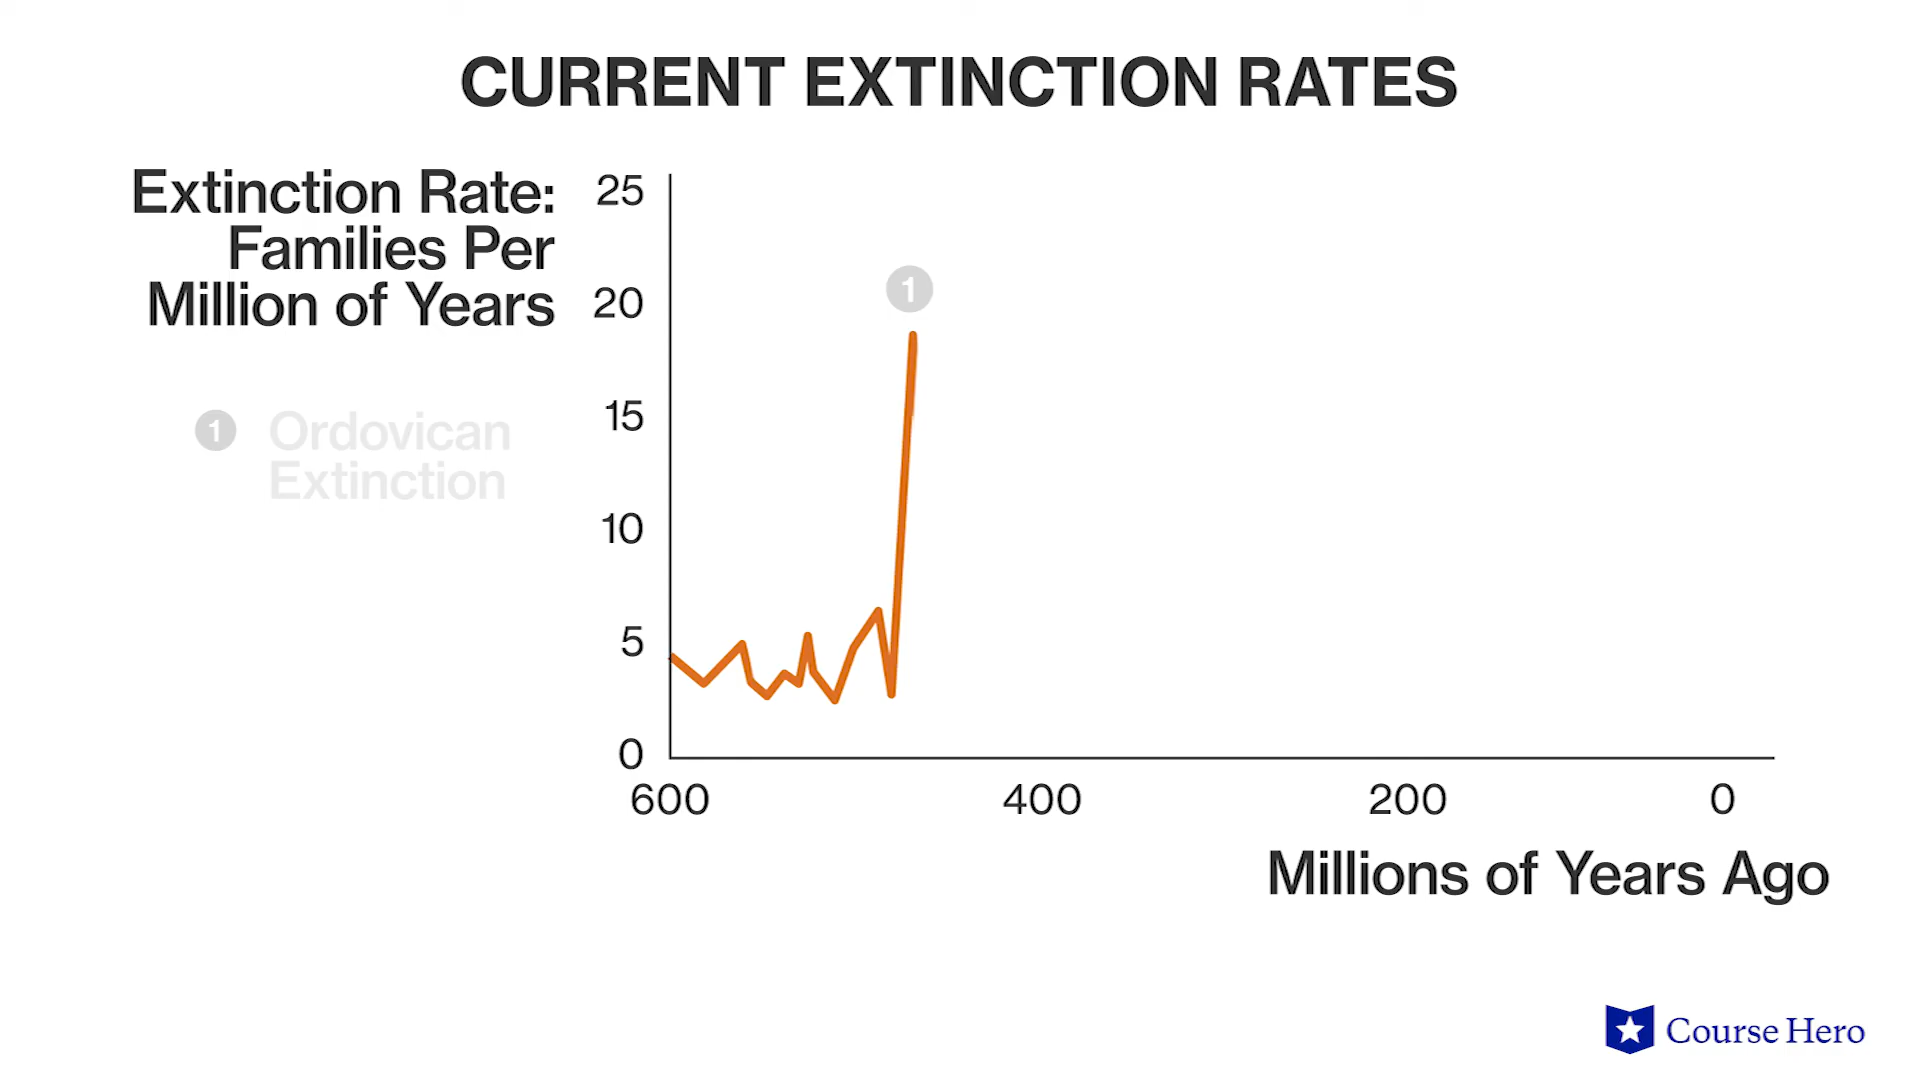 CURRENT EXTINCTION RATES
Extinction Rate:
Families Per
Million of Years
1 Ordovican
Extinction
25
20
15
10
5
0
1
600 400 200 0
Millions of Years Ago
Course Hero